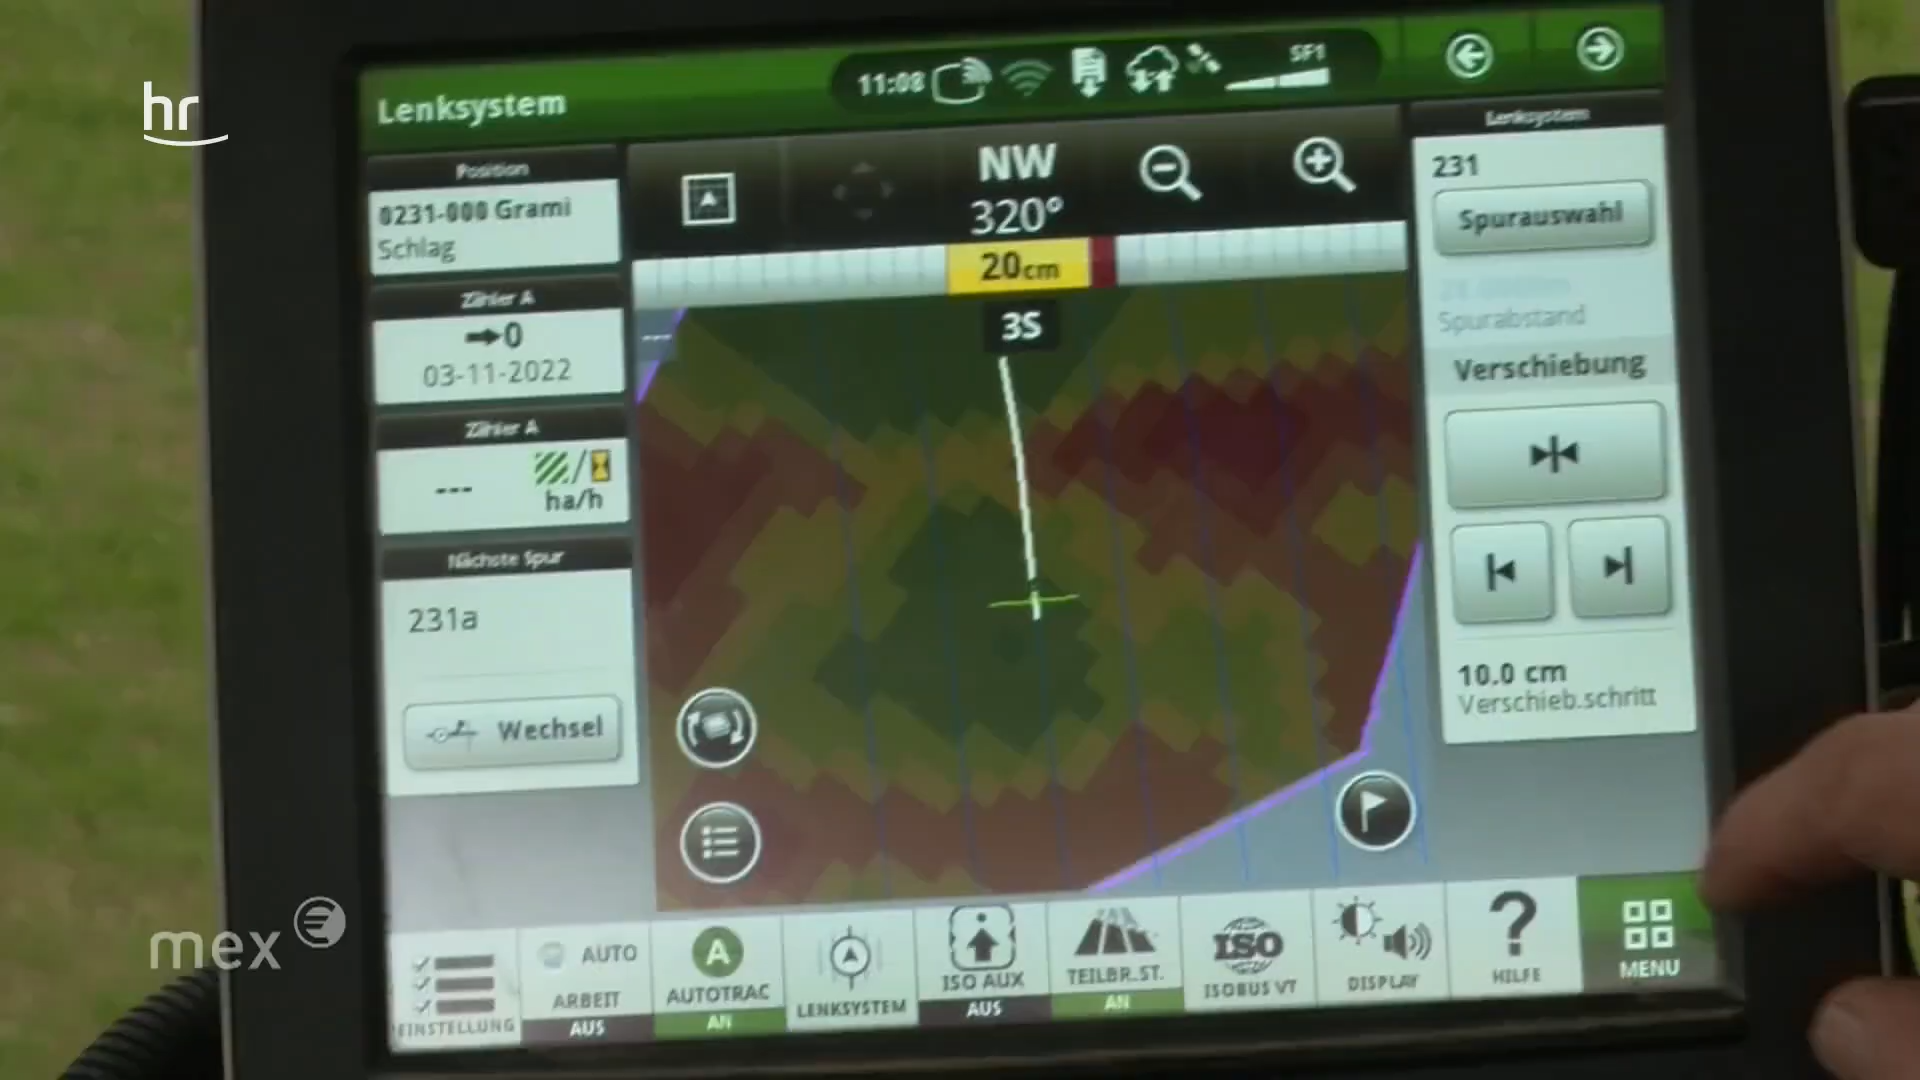 hr
Lenksystem
11:08
SF1
Position
0231-000 Grami
Schlag
Zähler A
0
03-11-2022
Zähler A
---
ha/h
Nächste Spur
231a
Wechsel
NW
320°
20cm
3S
---
Lenksystem
231
Spurauswahl
Spurabstand
Verschiebung
10.0 cm
Verschieb.schritt
EINSTELLUNG
AUTO
ARBEIT
AUS
A
AUTOTRAC
AN
LENKSYSTEM
ISO AUX
AUS
TEILBR.ST.
AN
ISO
ISOBUS VT
DISPLAY
?
HILFE
MENU
mex